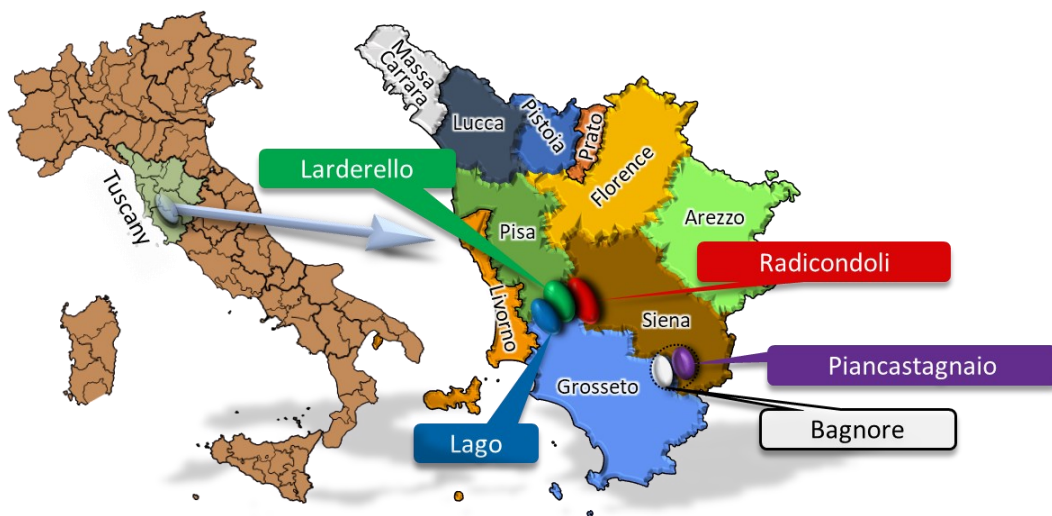 Massa
Carrara
Lucca
Pistoia
Prato
Florence
Larderello
Tuscany
Pisa
Arezzo
Radicondoli
Livorno
Siena
Piancastagnaio
Grosseto
Bagnore
Lago